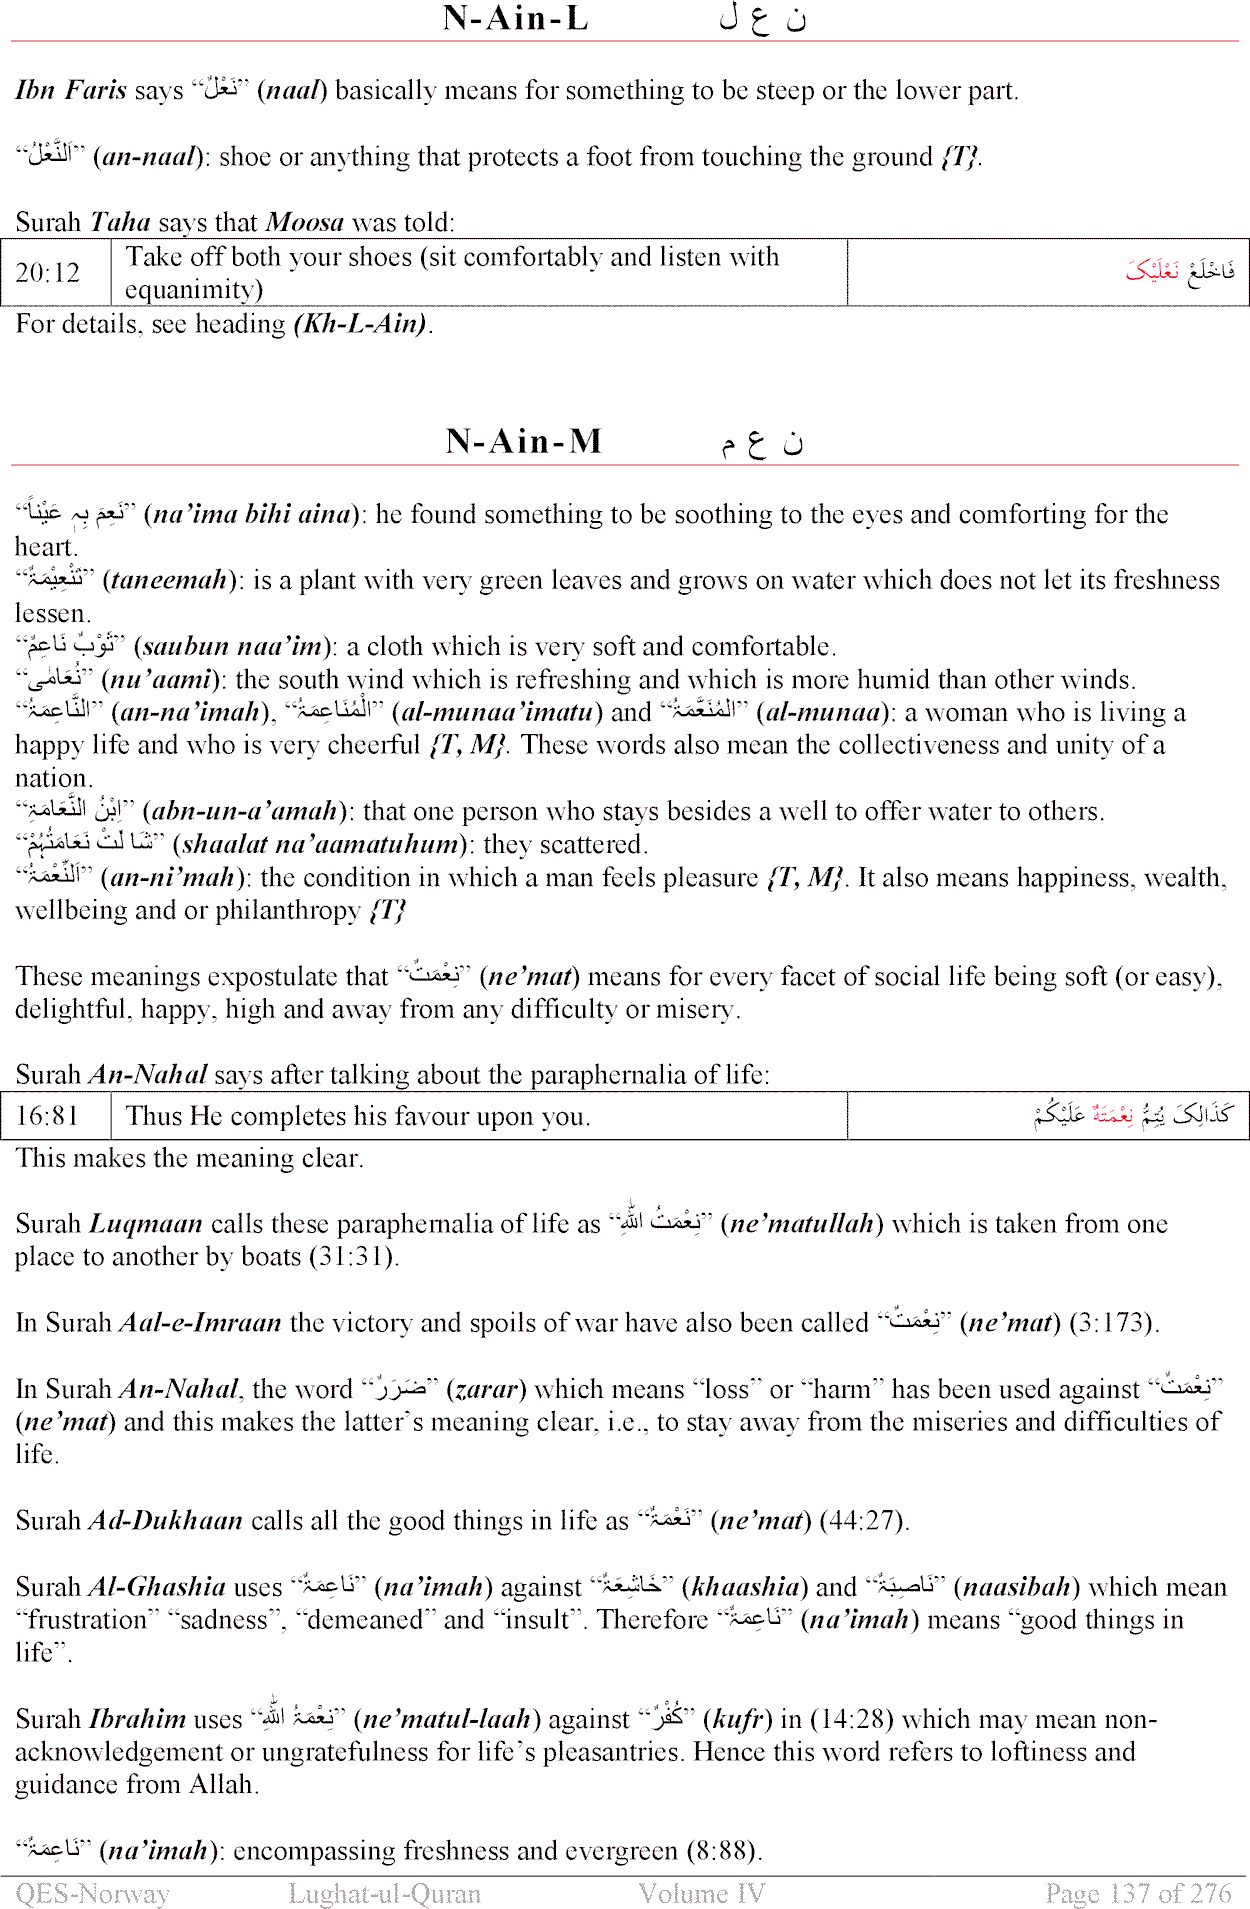 N-Ain-L ن ع ل
Ibn Faris says “نَعْلٌ” (naal) basically means for something to be steep or the lower part.
“اَلنَّعْلُ” (an-naal): shoe or anything that protects a foot from touching the ground {T}.
Surah Taha says that Moosa was told:
20:12 Take off both your shoes (sit comfortably and listen with equanimity) فَاخْلَعْ نَعْلَیْکَ
For details, see heading (Kh-L-Ain).
N-Ain-M ن ع م
“نَعِمَ بِہٖ عَیْناً” (na’ima bihi aina): he found something to be soothing to the eyes and comforting for the
heart.
“تَنْعِیْمَۃٌ” (taneemah): is a plant with very green leaves and grows on water which does not let its freshness
lessen.
“ثَوْبٌ نَاعِمٌ” (saubun naa’im): a cloth which is very soft and comfortable.
“نُعَامٰی” (nu’aami): the south wind which is refreshing and which is more humid than other winds.
“النَّاعِمَۃُ” (an-na’imah), “الْمُنَاعِمَۃُ” (al-munaa’imatu) and “الْمُنَعَّمَۃُ” (al-munaa): a woman who is living a
happy life and who is very cheerful {T, M}. These words also mean the collectiveness and unity of a
nation.
“اِبْنُ النَّعَامَۃِ” (abn-un-a’amah): that one person who stays besides a well to offer water to others.
“شَا لَتْ نَعَامَتُہُمْ” (shaalat na’aamatuhum): they scattered.
“اَلنِّعْمَۃُ” (an-ni’mah): the condition in which a man feels pleasure {T, M}. It also means happiness, wealth,
wellbeing and or philanthropy {T}
These meanings expostulate that “نِعْمَتٌ” (ne’mat) means for every facet of social life being soft (or easy),
delightful, happy, high and away from any difficulty or misery.
Surah An-Nahal says after talking about the paraphernalia of life:
16:81 Thus He completes his favour upon you. کَذَالِکَ یُتِمُّ نِعْمَتَہٗ عَلَیْکُمْ
This makes the meaning clear.
Surah Luqmaan calls these paraphernalia of life as “نِعْمَتُ اللّٰہِ” (ne’matullah) which is taken from one
place to another by boats (31:31).
In Surah Aal-e-Imraan the victory and spoils of war have also been called “نِعْمَتٌ” (ne’mat) (3:173).
In Surah An-Nahal, the word “ضَرَرٌ” (zarar) which means “loss” or “harm” has been used against “نِعْمَتٌ”
(ne’mat) and this makes the latter’s meaning clear, i.e., to stay away from the miseries and difficulties of
life.
Surah Ad-Dukhaan calls all the good things in life as “نَعْمَۃٌ” (ne’mat) (44:27).
Surah Al-Ghashia uses “نَاعِمَۃٌ” (na’imah) against “خَاشِعَۃٌ” (khaashia) and “نَاصِبَۃٌ” (naasibah) which mean
“frustration” “sadness”, “demeaned” and “insult”. Therefore “نَاعِمَۃٌ” (na’imah) means “good things in
life”.
Surah Ibrahim uses “نِعْمَۃُ اللّٰہِ” (ne’matul-laah) against “کُفْرٌ” (kufr) in (14:28) which may mean non-
acknowledgement or ungratefulness for life’s pleasantries. Hence this word refers to loftiness and
guidance from Allah.
“نَاعِمَۃٌ” (na’imah): encompassing freshness and evergreen (8:88).
QES-Norway Lughat-ul-Quran Volume IV Page 137 of 276